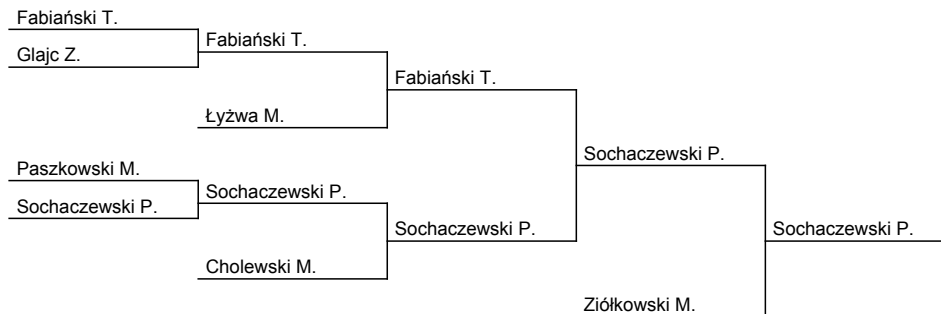 Fabiański T.
Glajc Z.
Fabiański T.
Fabiański T.
Łyżwa M.
Sochaczewski P.
Paszkowski M.
Sochaczewski P.
Sochaczewski P.
Sochaczewski P.
Sochaczewski P.
Cholewski M.
Ziółkowski M.